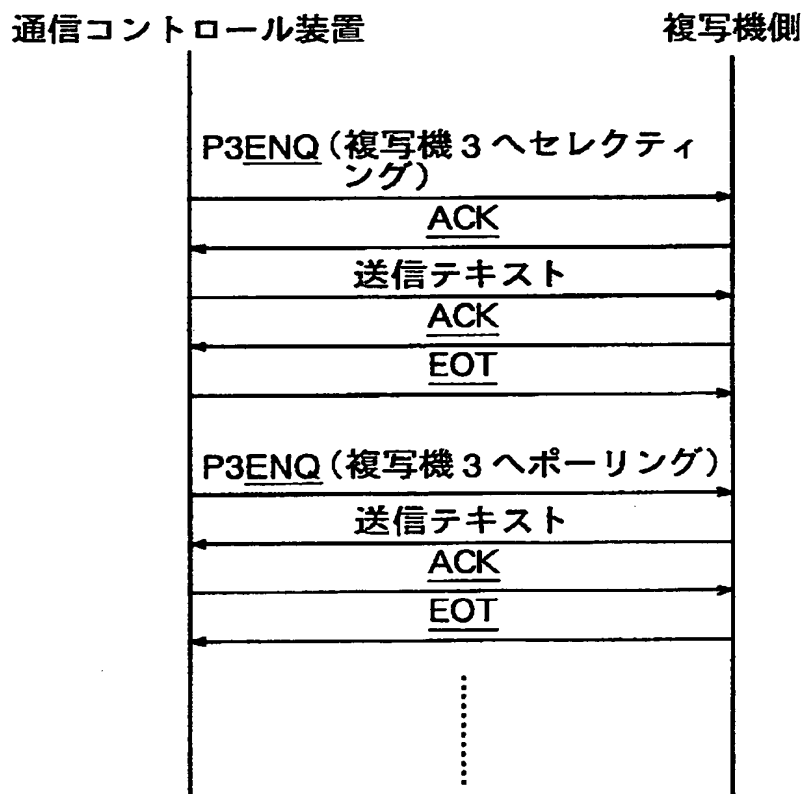 通信コントロール装置
複写機側
P3ENQ(複写機3へセレクティ
ング)
ACK
送信テキスト
ACK
EOT
P3ENQ(複写機3へポーリング)
送信テキスト
ACK
EOT